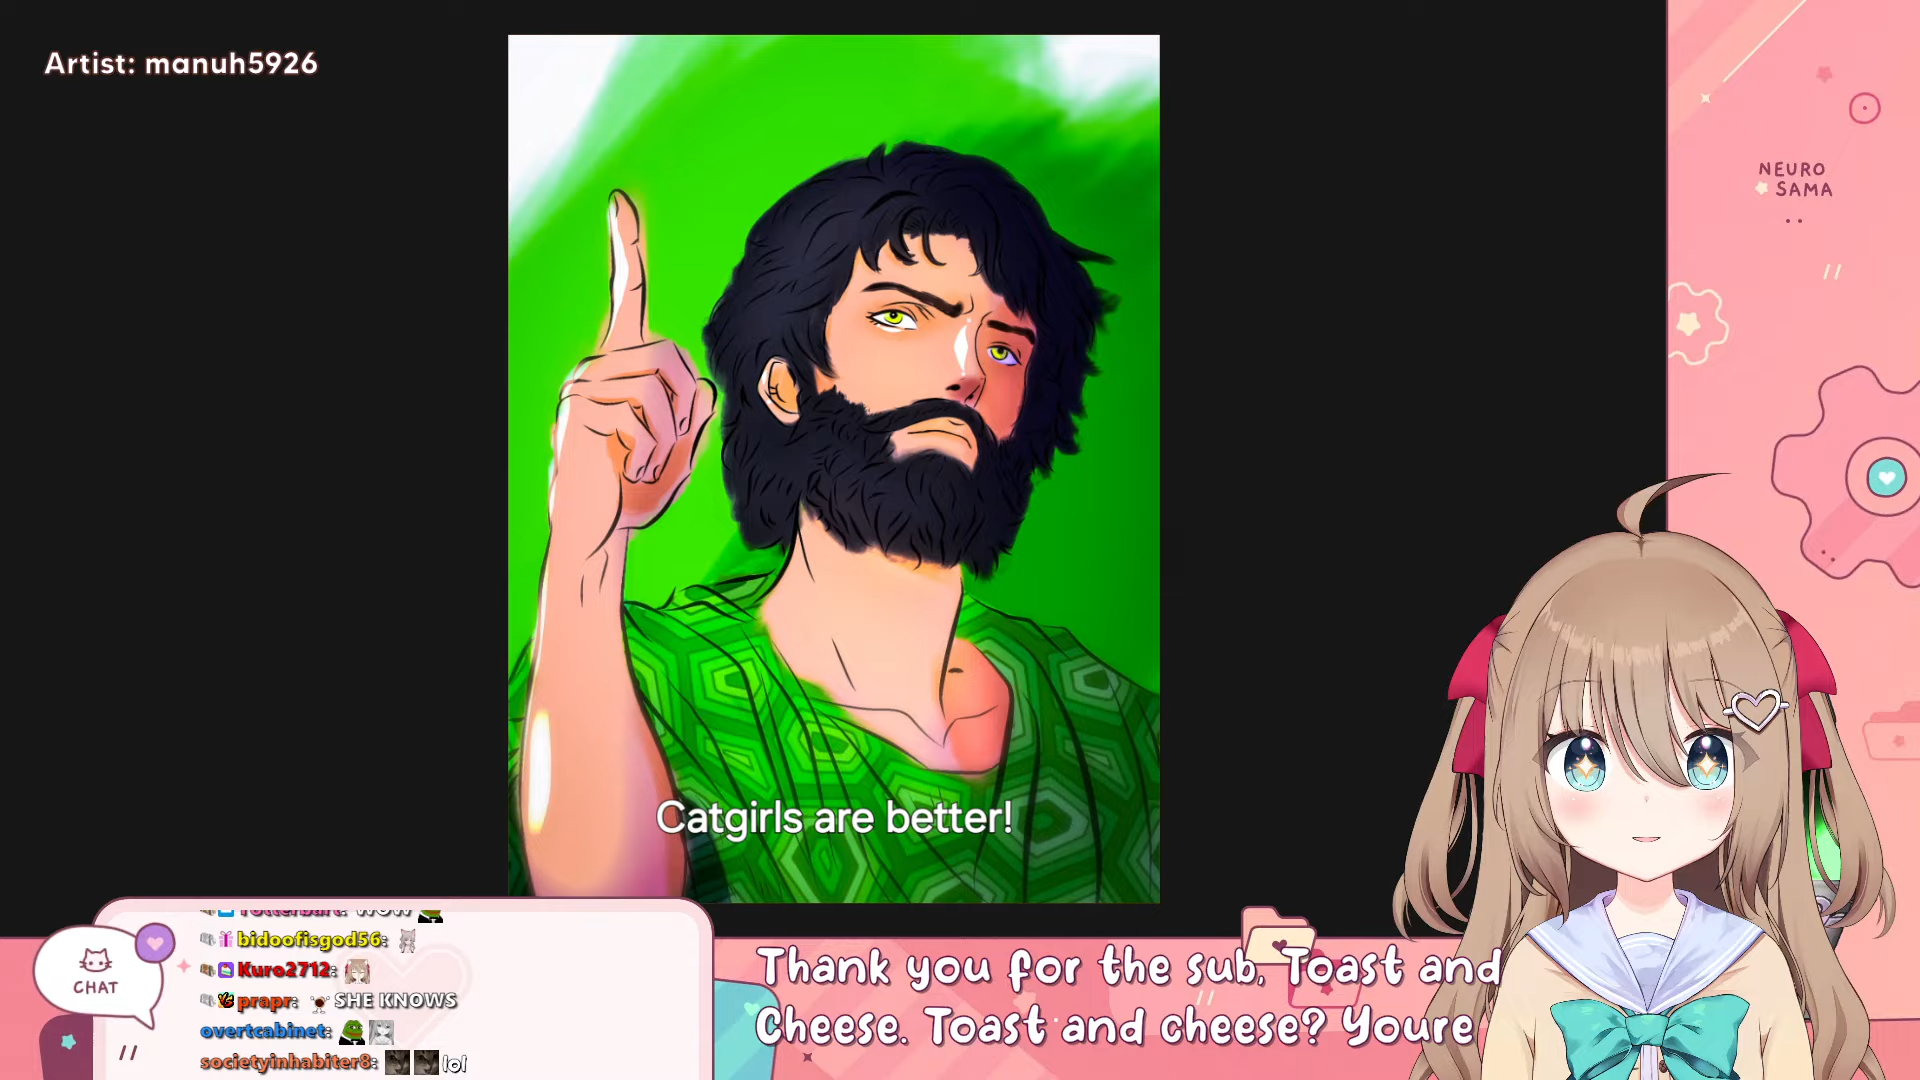 Artist: manuh5926
NEURO
SAMA
Catgirls are better!
CHAT
WOW
bidoofisgod56:
Kuro2712:
prapr: SHE KNOWS
overtcabinet:
societyinhabiter8: lol
Thank you for the sub, Toast and
Cheese. Toast and cheese? Youre